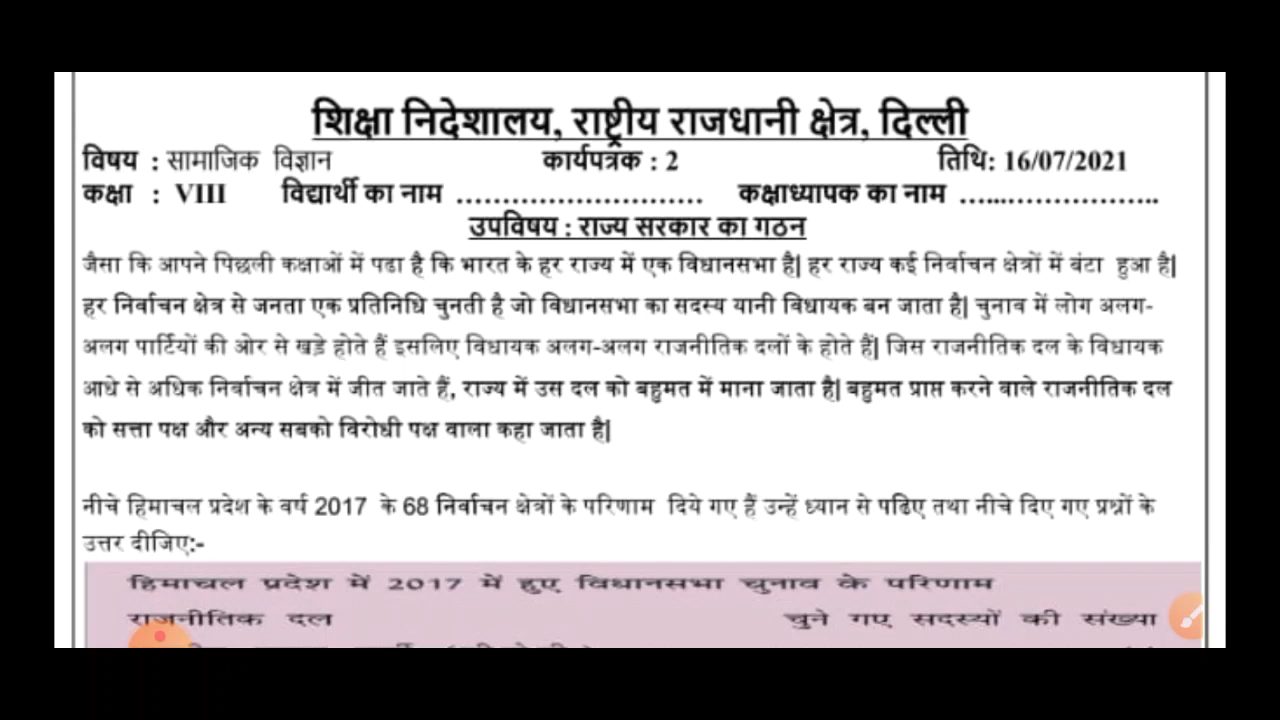 शिक्षा निदेशालय, राष्ट्रीय राजधानी क्षेत्र, दिल्ली
विषय : सामाजिक विज्ञान कार्यपत्रक : 2 तिथि: 16/07/2021
कक्षा : VIII विद्यार्थी का नाम ............................ कक्षाध्यापक का नाम ......................
उपविषय : राज्य सरकार का गठन
जैसा कि आपने पिछली कक्षाओं में पढा है कि भारत के हर राज्य में एक विधानसभा है| हर राज्य कई निर्वाचन क्षेत्रों में बंटा हुआ है|
हर निर्वाचन क्षेत्र से जनता एक प्रतिनिधि चुनती है जो विधानसभा का सदस्य यानी विधायक बन जाता है| चुनाव में लोग अलग-
अलग पार्टियों की ओर से खड़े होते हैं इसलिए विधायक अलग-अलग राजनीतिक दलों के होते हैं| जिस राजनीतिक दल के विधायक
आधे से अधिक निर्वाचन क्षेत्र में जीत जाते हैं, राज्य में उस दल को बहुमत में माना जाता है| बहुमत प्राप्त करने वाले राजनीतिक दल
को सत्ता पक्ष और अन्य सबको विरोधी पक्ष वाला कहा जाता है|
नीचे हिमाचल प्रदेश के वर्ष 2017 के 68 निर्वाचन क्षेत्रों के परिणाम दिये गए हैं उन्हें ध्यान से पढिए तथा नीचे दिए गए प्रश्नों के
उत्तर दीजिए:-
हिमाचल प्रदेश में 2017 में हुए विधानसभा चुनाव के परिणाम
राजनीतिक दल चुने गए सदस्यों की संख्या